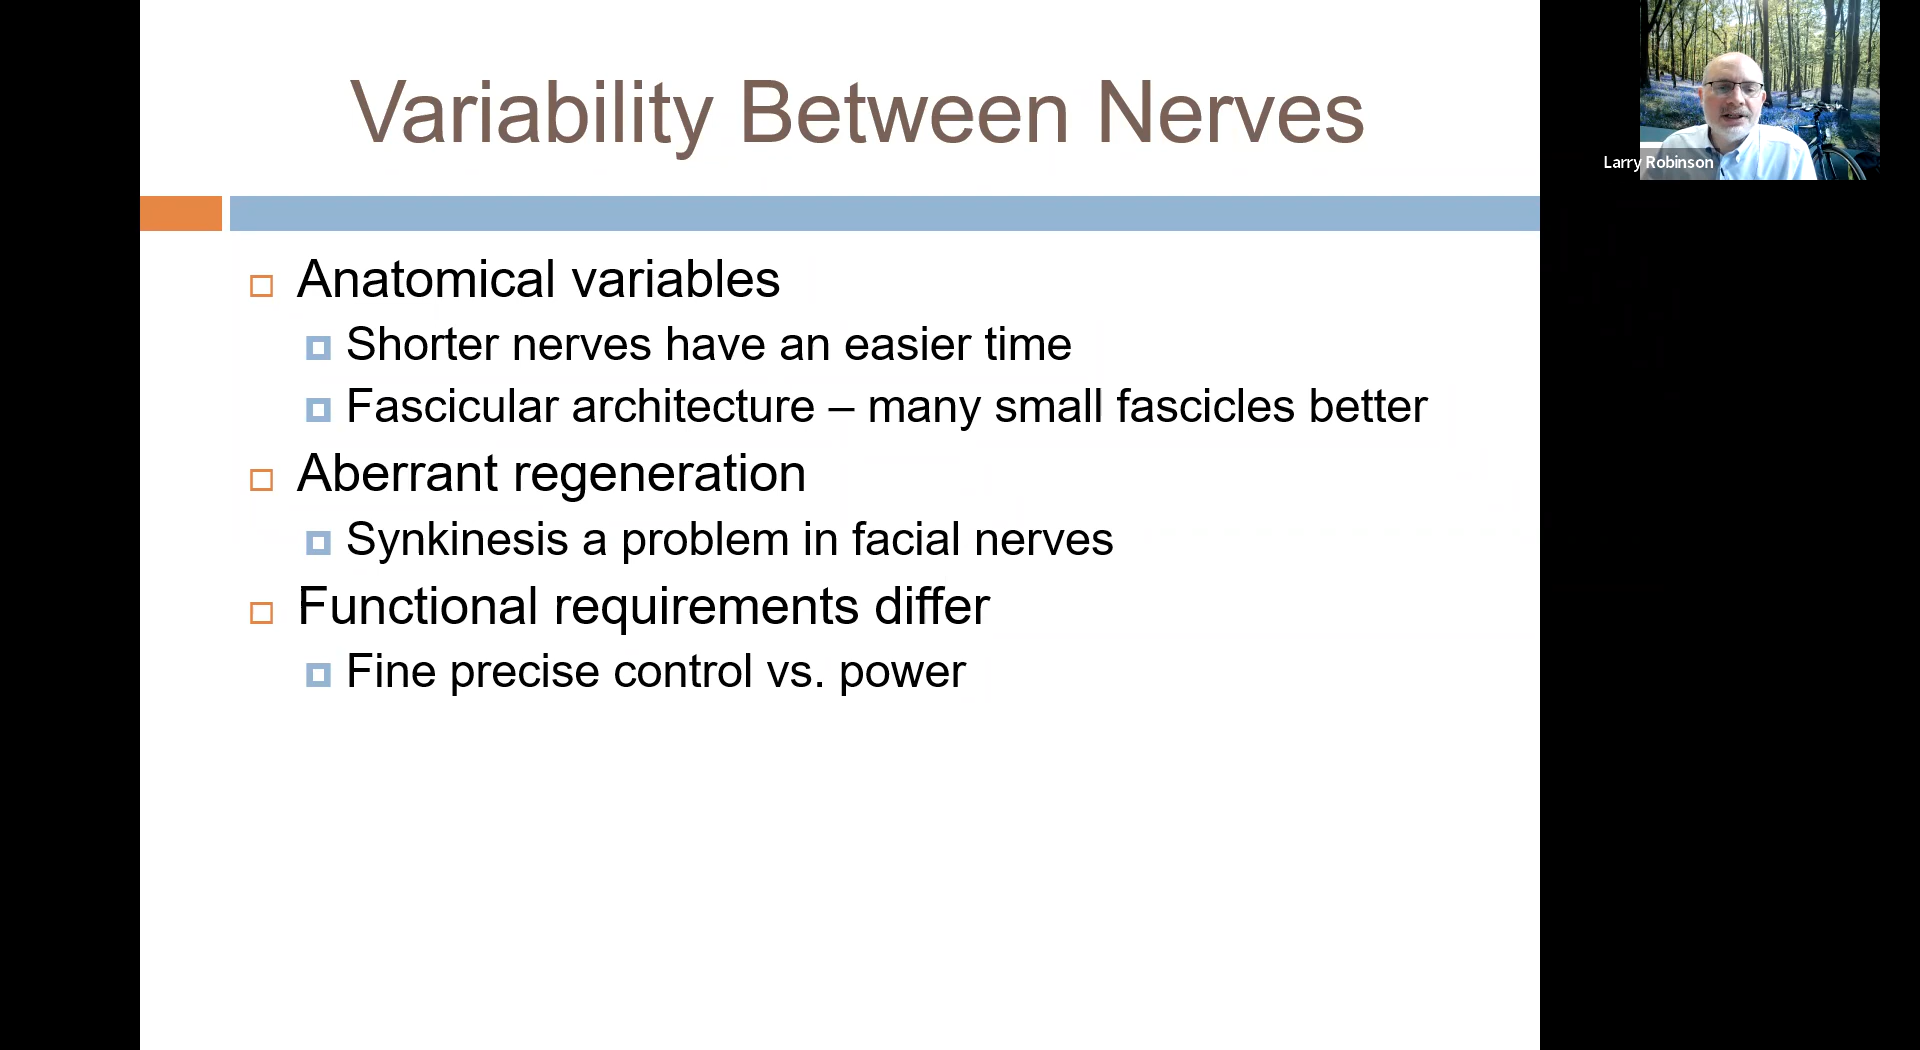 Variability Between Nerves
Larry Robinson
Anatomical variables
Shorter nerves have an easier time
Fascicular architecture – many small fascicles better
Aberrant regeneration
Synkinesis a problem in facial nerves
Functional requirements differ
Fine precise control vs. power